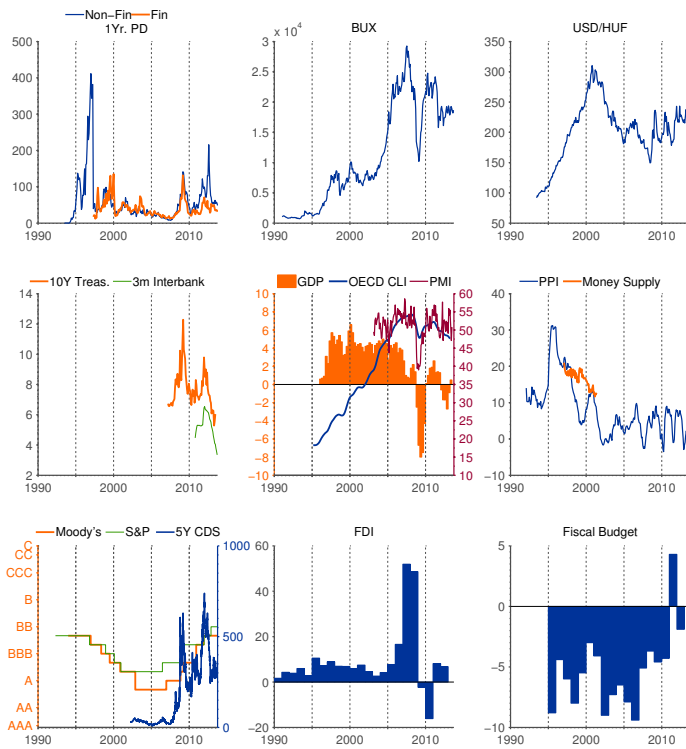 Non−Fin Fin
1Yr. PD
500
400
300
200
100
0
1990 2000 2010
BUX
x 10⁴
3
2.5
2
1.5
1
0.5
0
1990 2000 2010
USD/HUF
350
300
250
200
150
100
50
1990 2000 2010
10Y Treas. 3m Interbank
14
12
10
8
6
4
2
1990 2000 2010
GDP OECD CLI PMI
10
8
6
4
2
0
−2
−4
−6
−8
−10
60
55
50
45
40
35
30
25
20
15
10
1990 2000 2010
PPI Money Supply
40
30
20
10
0
−10
1990 2000 2010
Moody's S&P 5Y CDS
C
CC
CCC
B
BB
BBB
A
AA
AAA
1000
500
0
1990 2000 2010
FDI
60
40
20
0
−20
1990 2000 2010
Fiscal Budget
5
0
−5
−10
1990 2000 2010